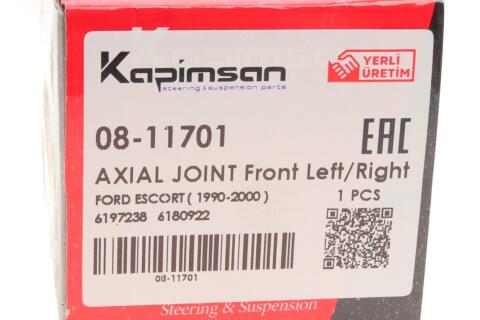 Kapimsan
steering & suspension parts
YERLİ
ÜRETİM
08-11701
EAC
AXIAL JOINT Front Left/Right
FORD ESCORT ( 1990-2000 )
1 PCS
6197238 6180922
08-11701
Steering & Suspension